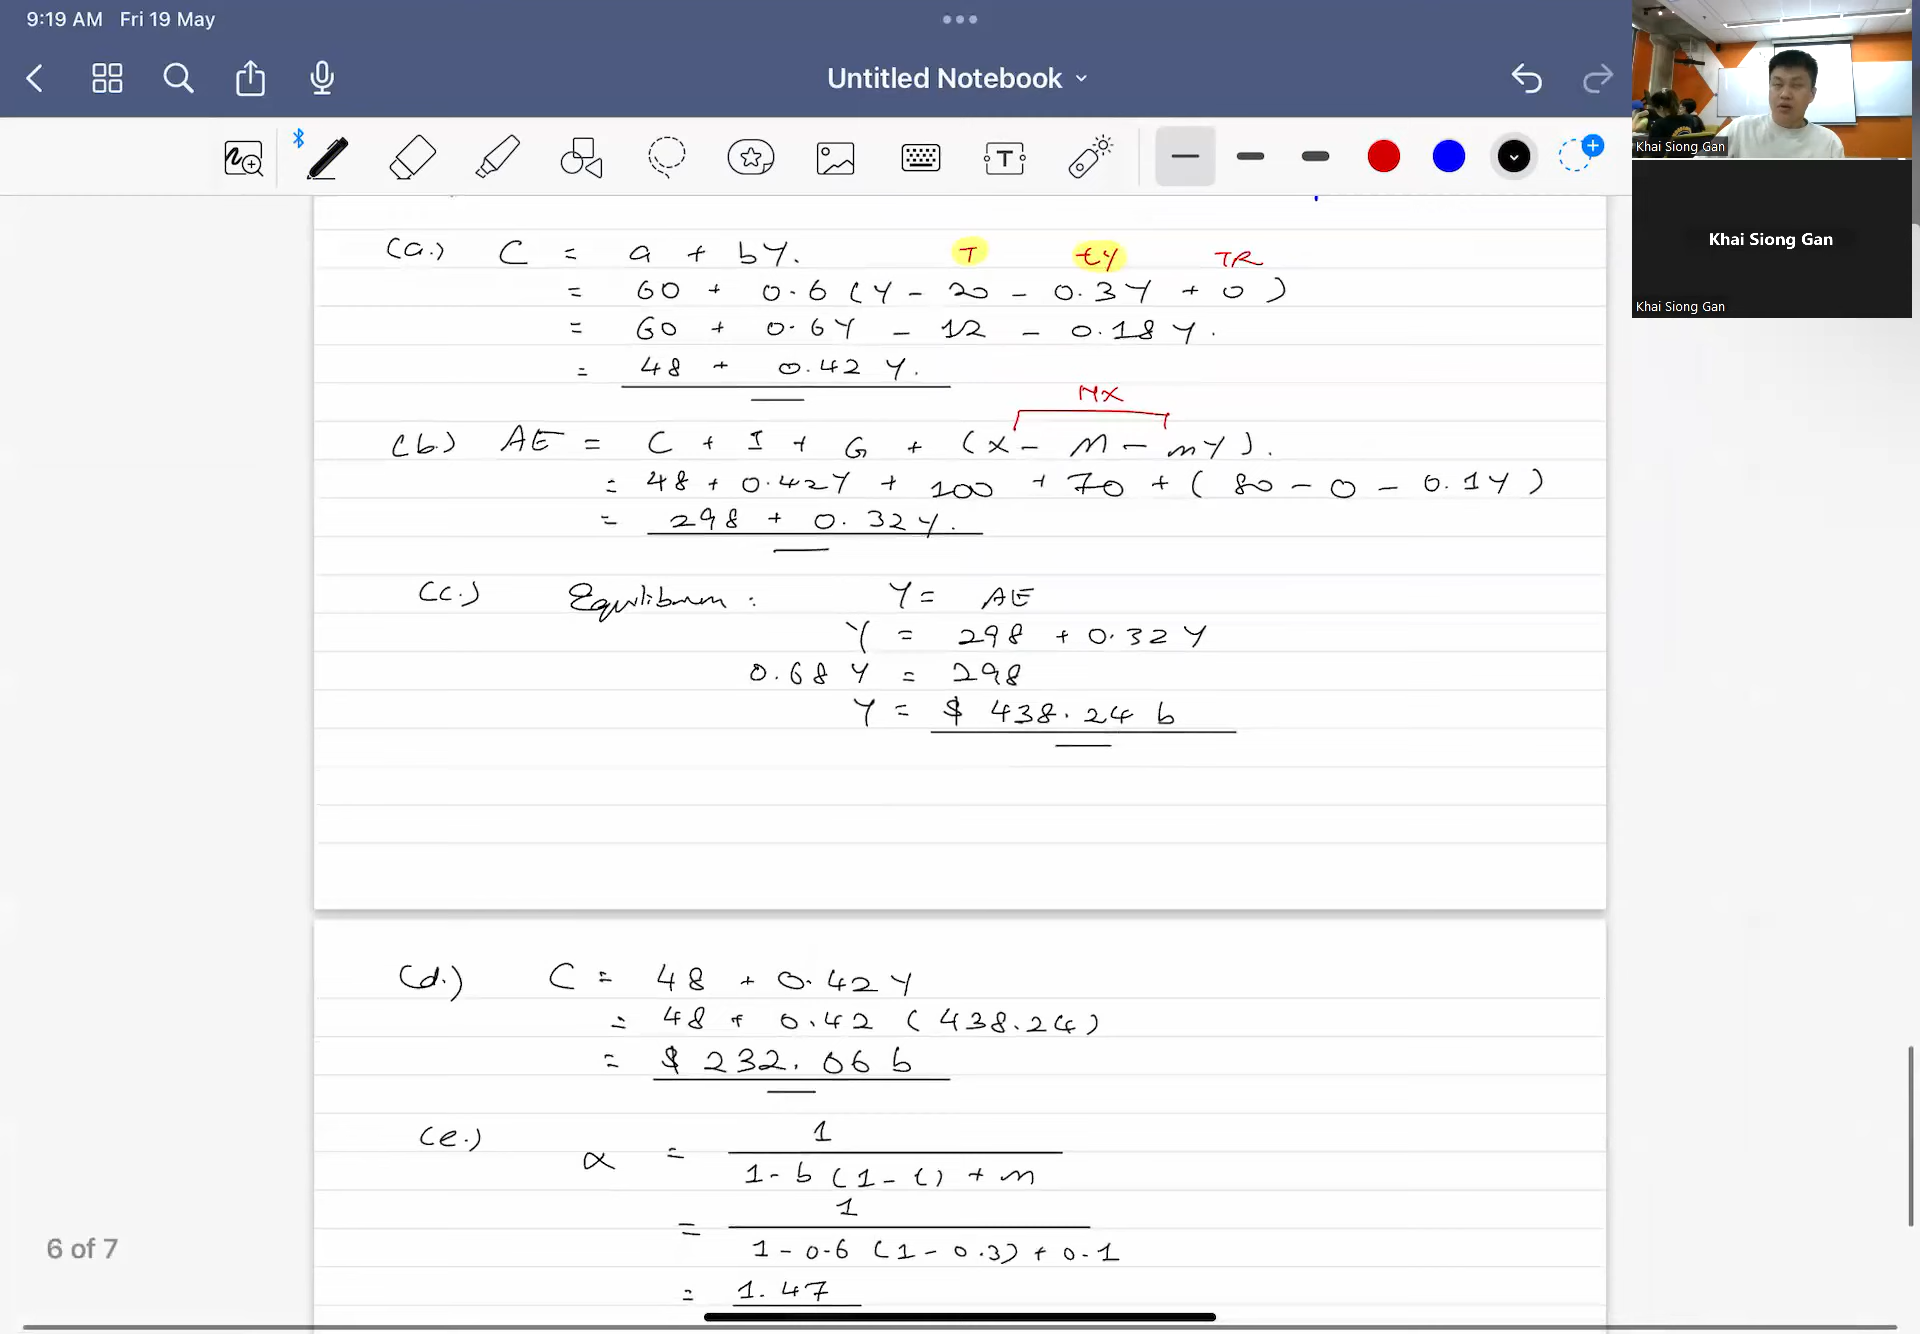 9:19 AM Fri 19 May
Untitled Notebook
T
Khai Siong Gan
Khai Siong Gan
Khai Siong Gan
(a.) C = a + bY. T tY TR
= 60 + 0.6 (Y - 20 - 0.3Y + 0)
= 60 + 0.6Y - 12 - 0.18Y.
= 48 + 0.42Y.
NX
(b.) AE = C + I + G + (X - M - mY).
= 48 + 0.42Y + 100 + 70 + (80 - 0 - 0.1Y)
= 298 + 0.32Y.
(c.) Equilibrium: Y = AE
Y = 298 + 0.32Y
0.68Y = 298
Y = $ 438.24 b
(d.) C = 48 + 0.42Y
= 48 + 0.42 (438.24)
= $ 232.06 b
(e.) α = 1
1 - b (1 - t) + m
= 1
1 - 0.6 (1 - 0.3) + 0.1
= 1.47
6 of 7